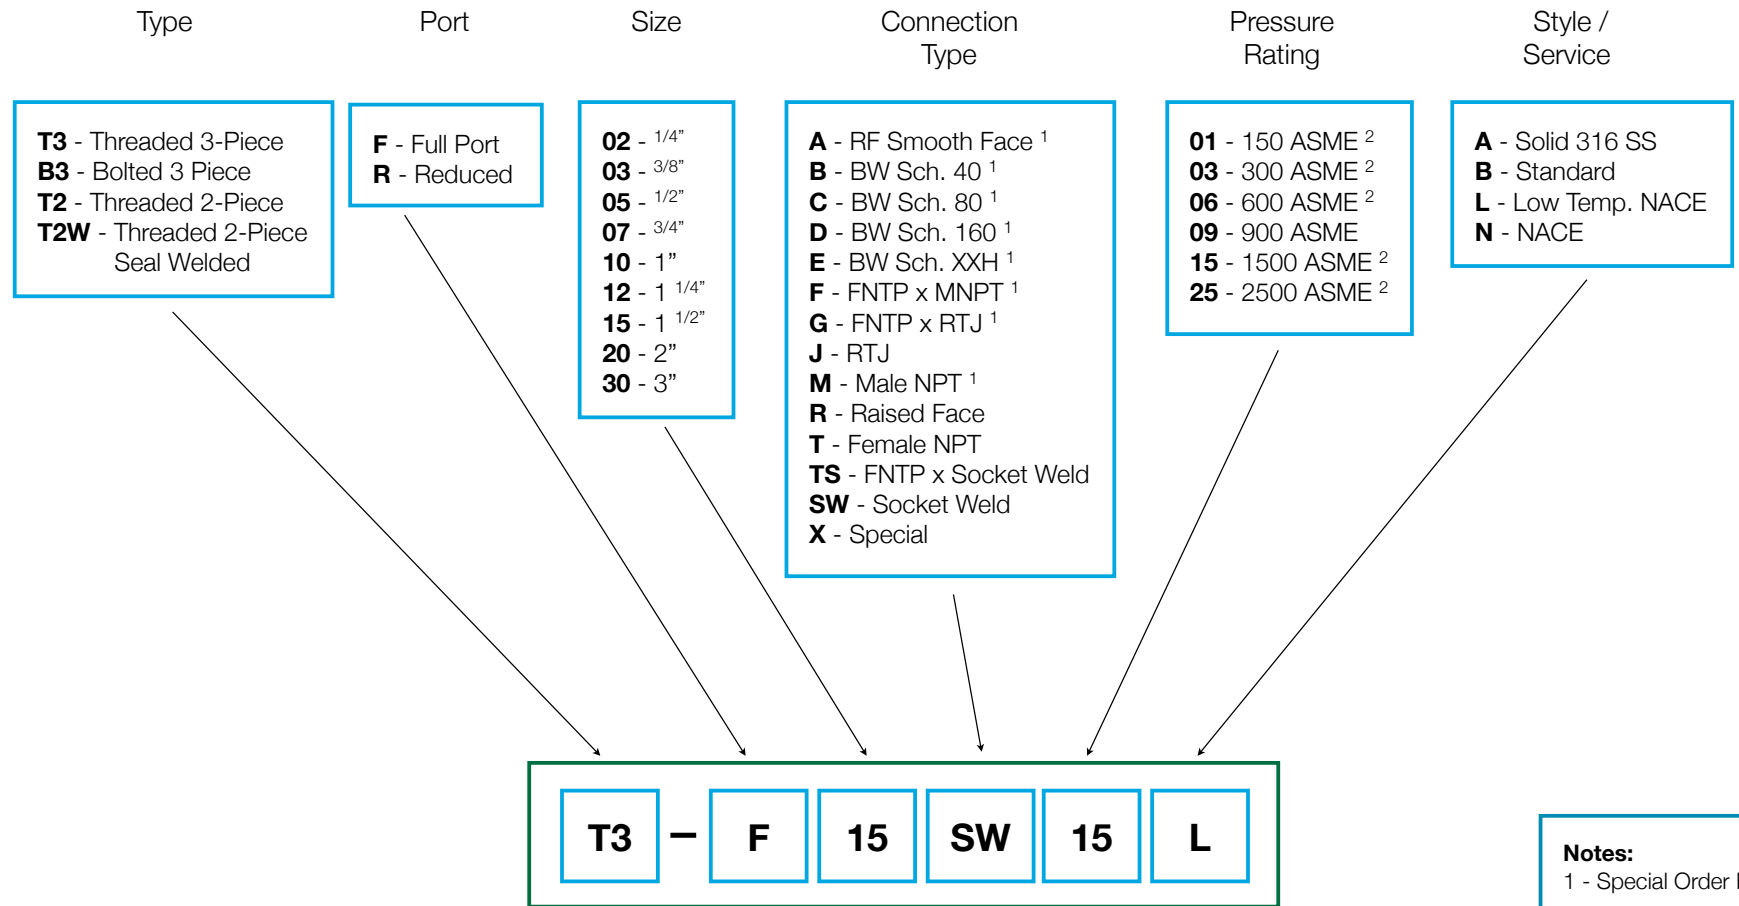 Type
Port
Size
Connection
Type
Pressure
Rating
Style /
Service
T3 - Threaded 3-Piece
B3 - Bolted 3 Piece
T2 - Threaded 2-Piece
T2W - Threaded 2-Piece
Seal Welded
F - Full Port
R - Reduced
02 - 1/4”
03 - 3/8”
05 - 1/2”
07 - 3/4”
10 - 1”
12 - 1 1/4”
15 - 1 1/2”
20 - 2”
30 - 3”
A - RF Smooth Face 1
B - BW Sch. 40 1
C - BW Sch. 80 1
D - BW Sch. 160 1
E - BW Sch. XXH 1
F - FNTP x MNPT 1
G - FNTP x RTJ 1
J - RTJ
M - Male NPT 1
R - Raised Face
T - Female NPT
TS - FNTP x Socket Weld
SW - Socket Weld
X - Special
01 - 150 ASME 2
03 - 300 ASME 2
06 - 600 ASME 2
09 - 900 ASME
15 - 1500 ASME 2
25 - 2500 ASME 2
A - Solid 316 SS
B - Standard
L - Low Temp. NACE
N - NACE
T3 – F 15 SW 15 L
Notes:
1 - Special Order